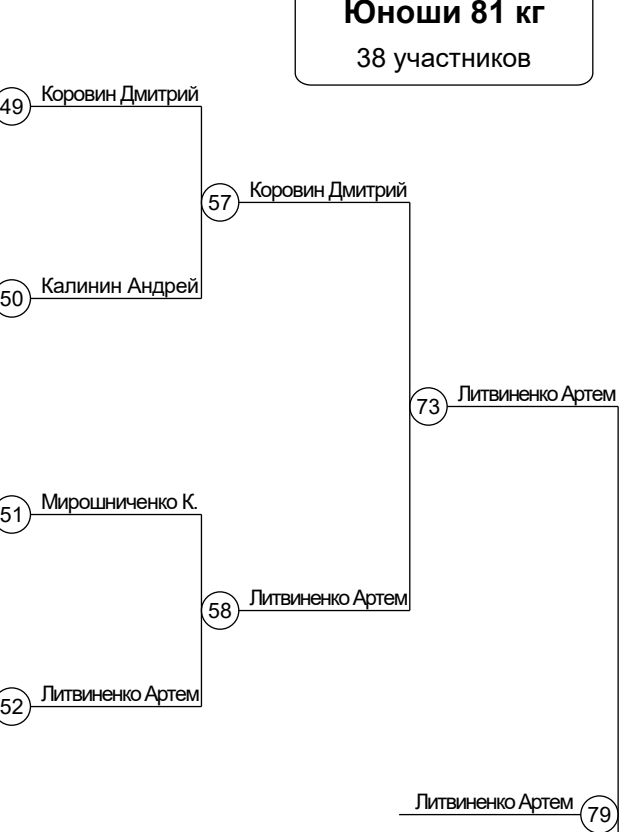 Юноши 81 кг
38 участников
49
Коровин Дмитрий
57
Коровин Дмитрий
50
Калинин Андрей
73
Литвиненко Артем
51
Мирошниченко К.
58
Литвиненко Артем
52
Литвиненко Артем
Литвиненко Артем
79